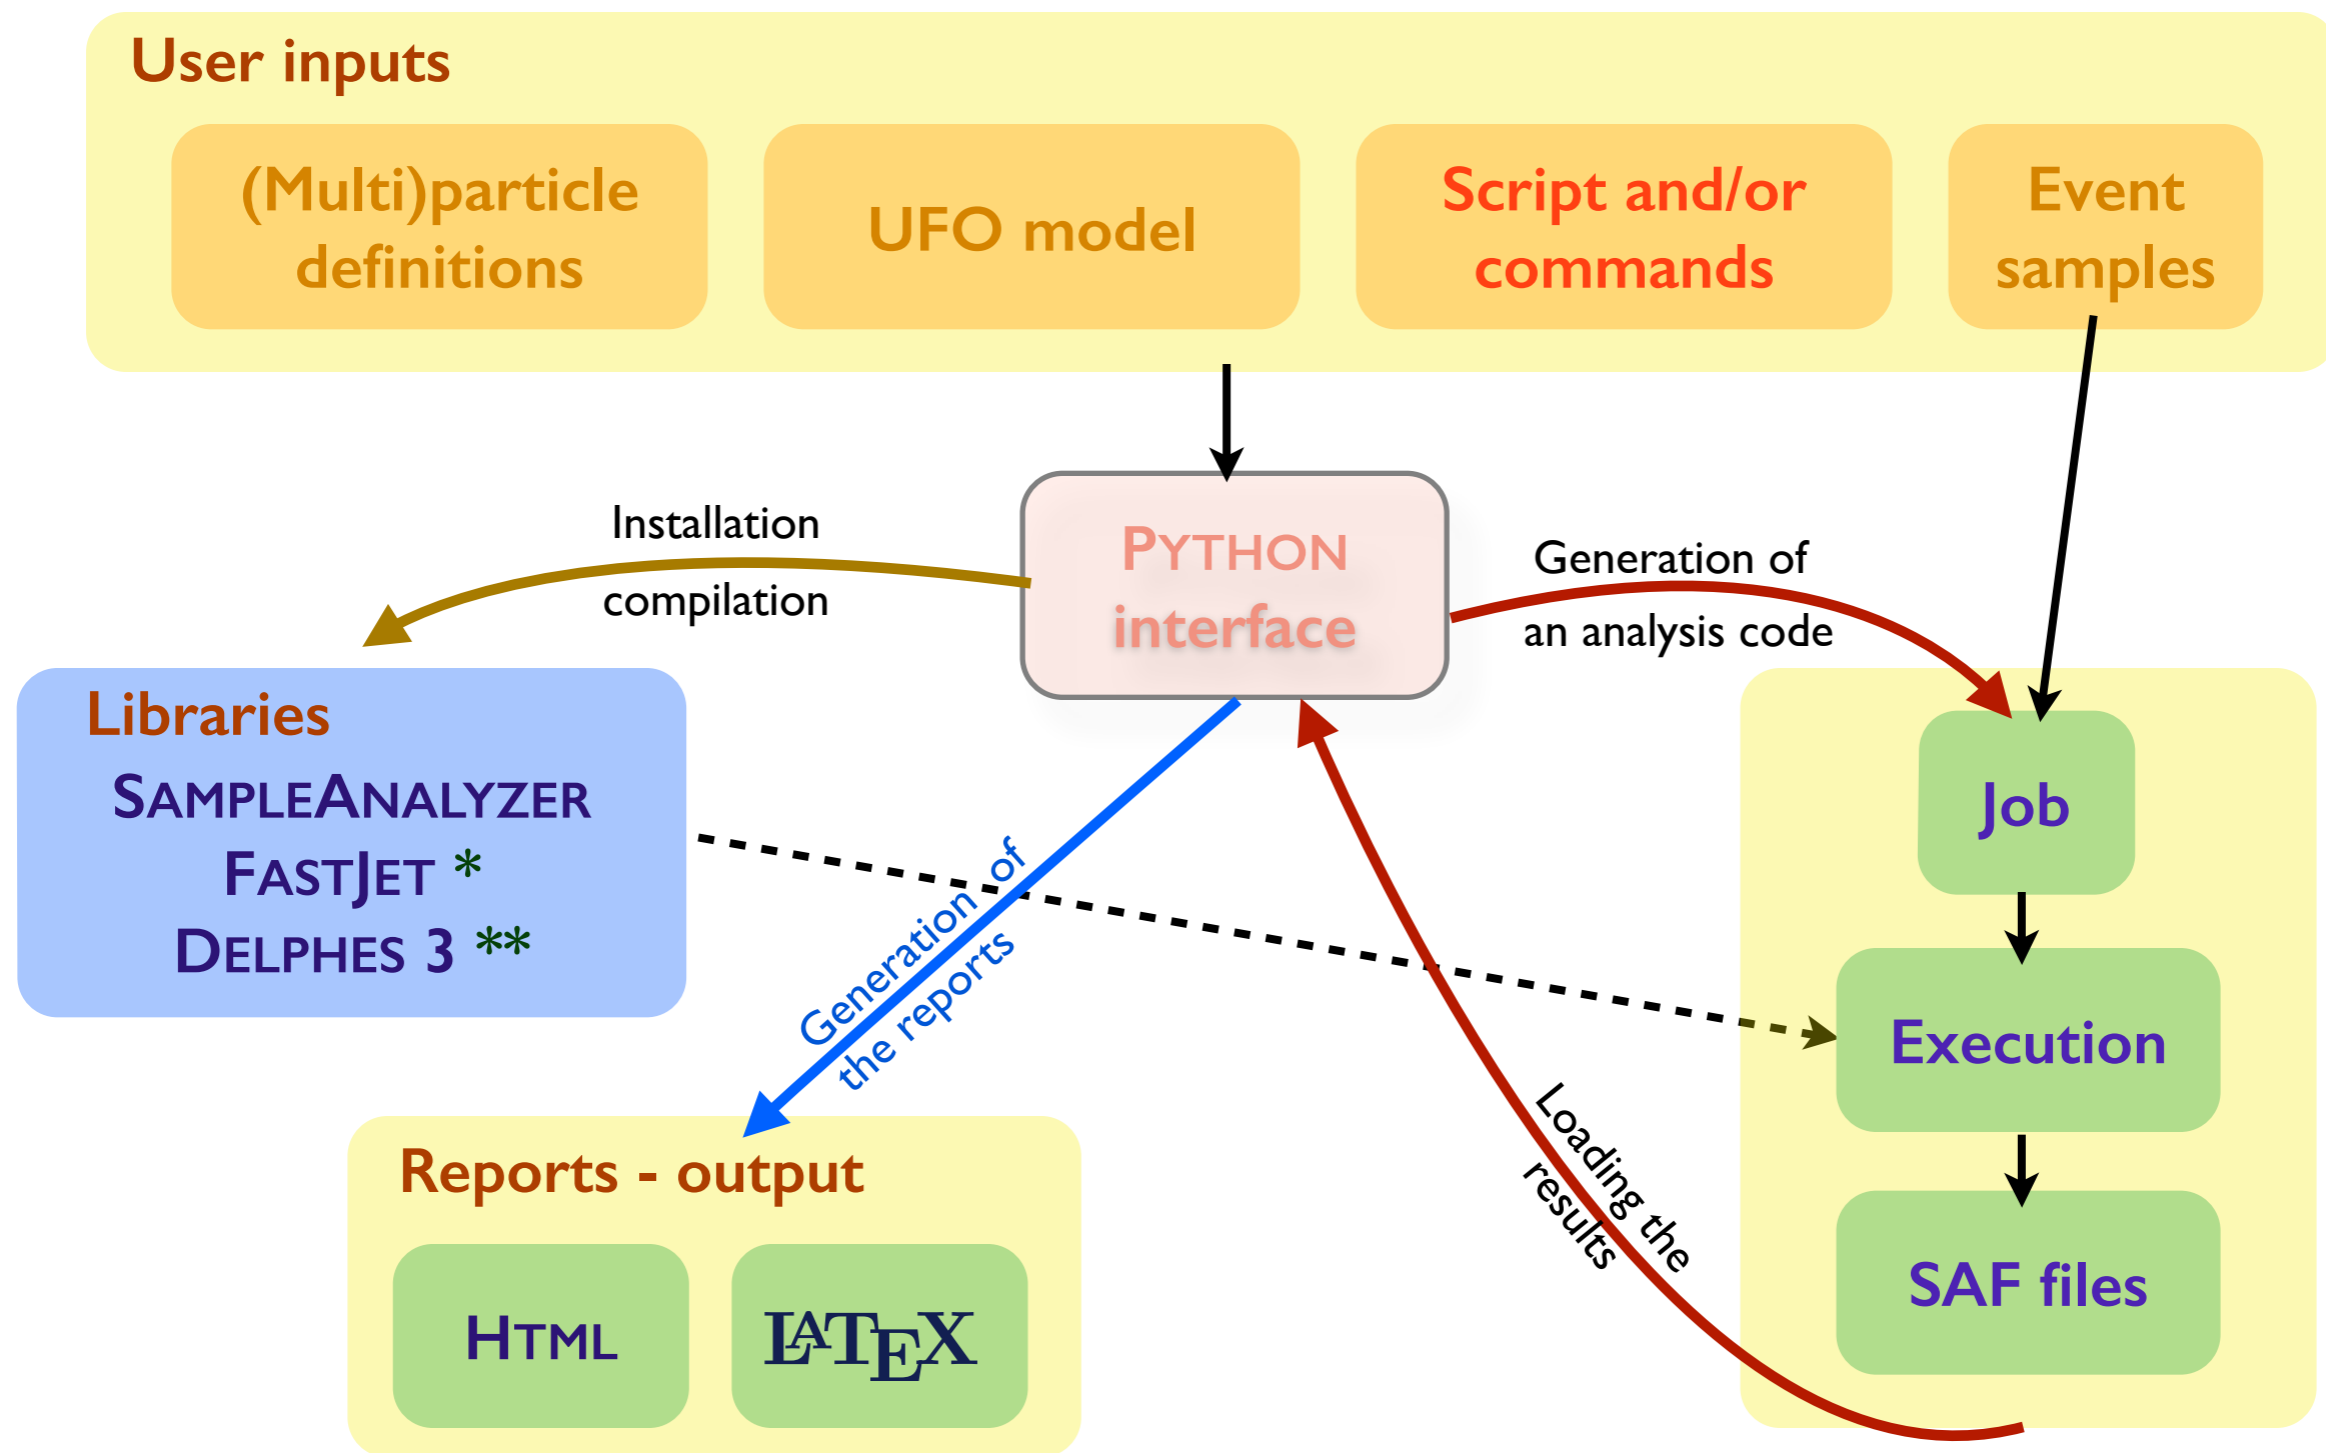 User inputs
(Multi)particle
definitions
UFO model
Script and/or
commands
Event
samples
Installation
compilation
PYTHON
interface
Generation of
an analysis code
Libraries
SAMPLEANALYZER
FASTJET *
DELPHES 3 **
Generation of
the reports
Loading the
results
Job
Execution
SAF files
Reports - output
HTML
LATEX